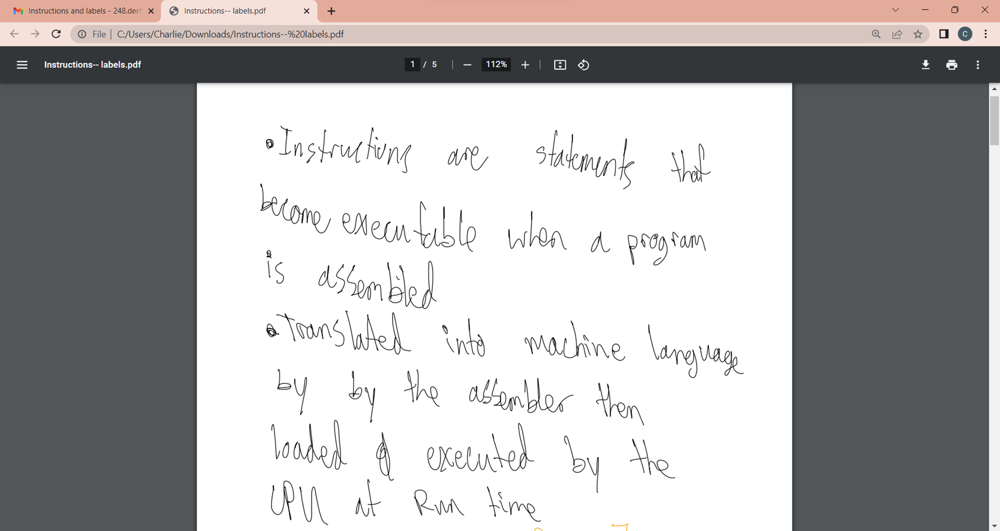 Instructions and labels - 248.derf
Instructions-- labels.pdf
File | C:/Users/Charlie/Downloads/Instructions--%20labels.pdf
C
Instructions-- labels.pdf
1 / 5
112%
• Instructions are statements that
become executable when a program
is assembled
• Translated into machine language
by by the assembler then
loaded & executed by the
CPU at Run time